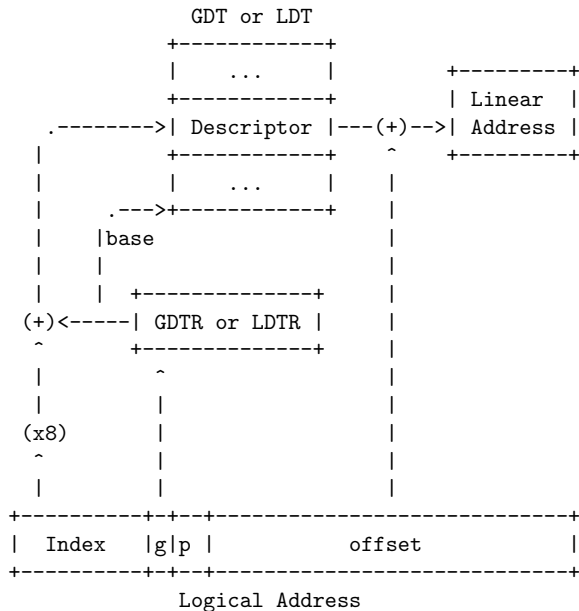 GDT or LDT
...
Linear
Descriptor (+) Address
...
base
(+) GDTR or LDTR
(x8)
Index g p offset
Logical Address